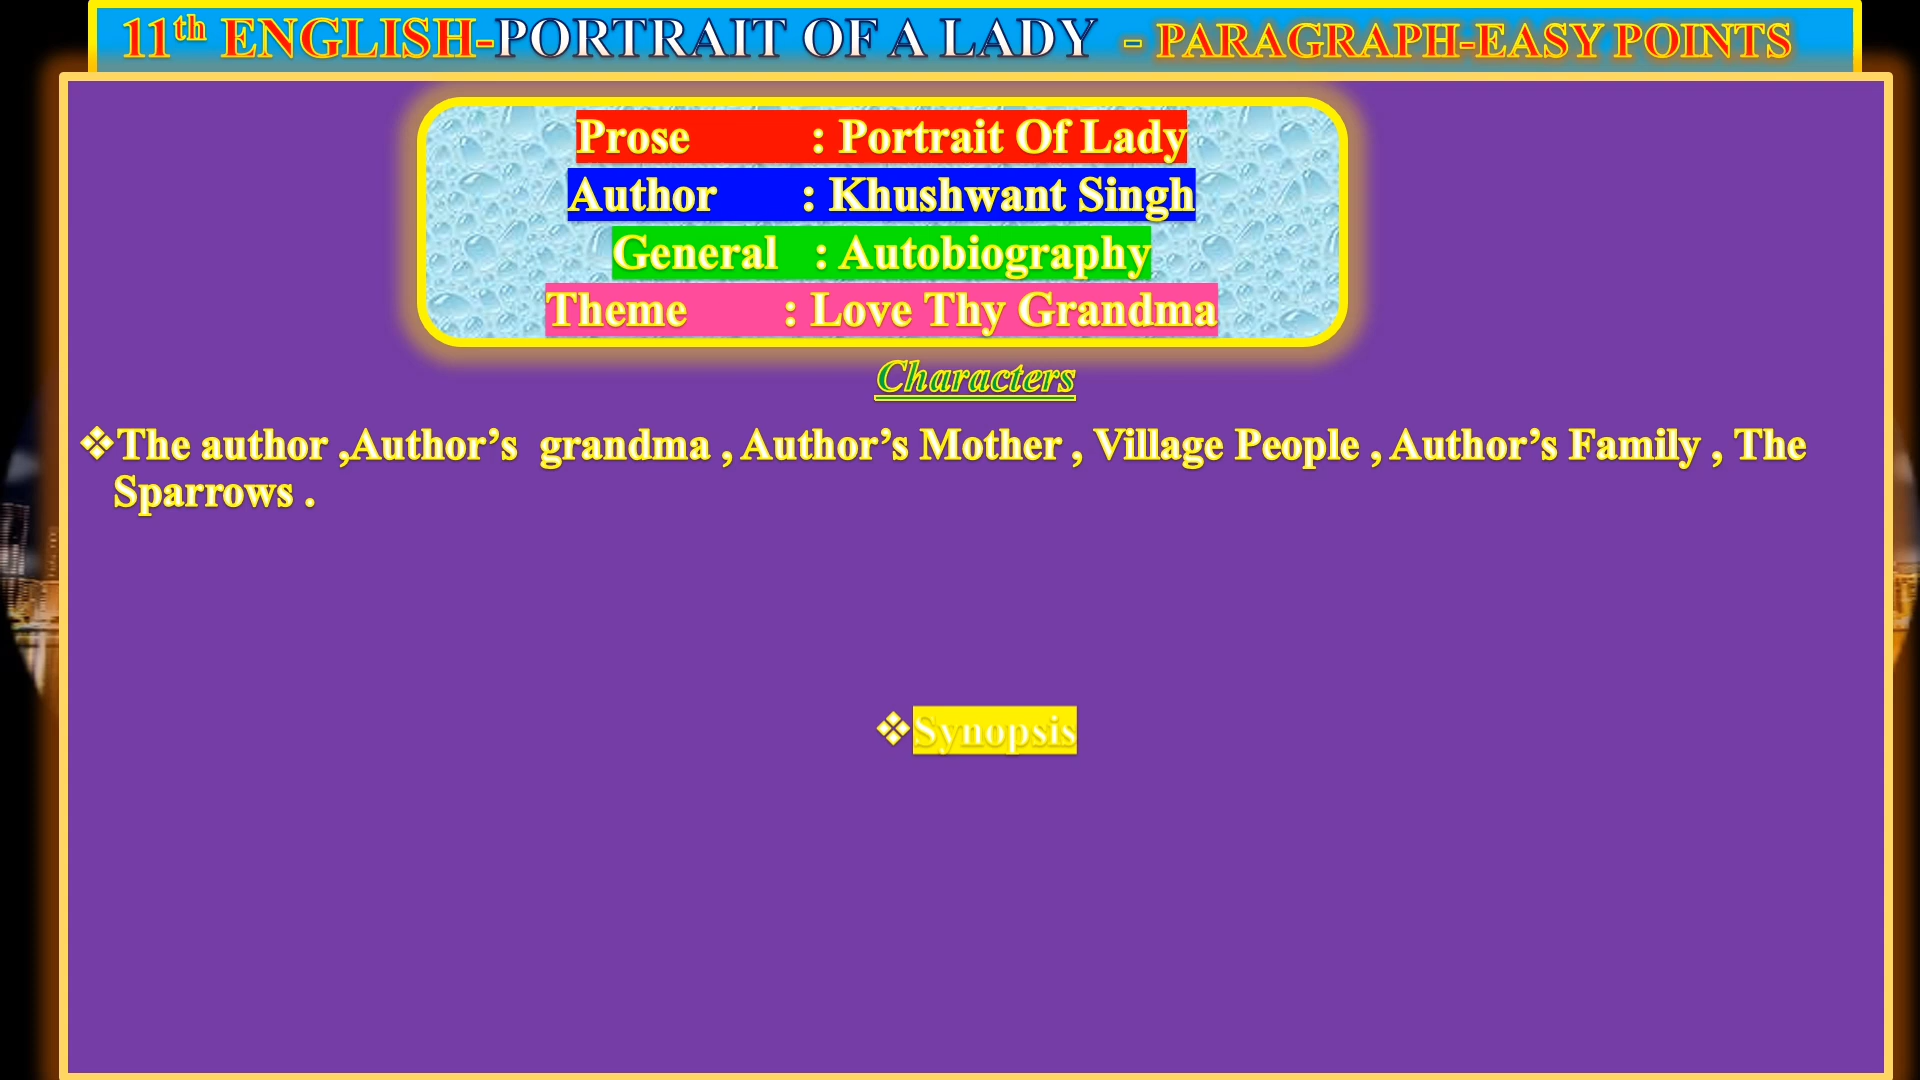 11th ENGLISH-PORTRAIT OF A LADY - PARAGRAPH-EASY POINTS
Prose : Portrait Of Lady
Author : Khushwant Singh
General : Autobiography
Theme : Love Thy Grandma
Characters
❖The author ,Author’s grandma , Author’s Mother , Village People , Author’s Family , The
Sparrows .
❖Synopsis